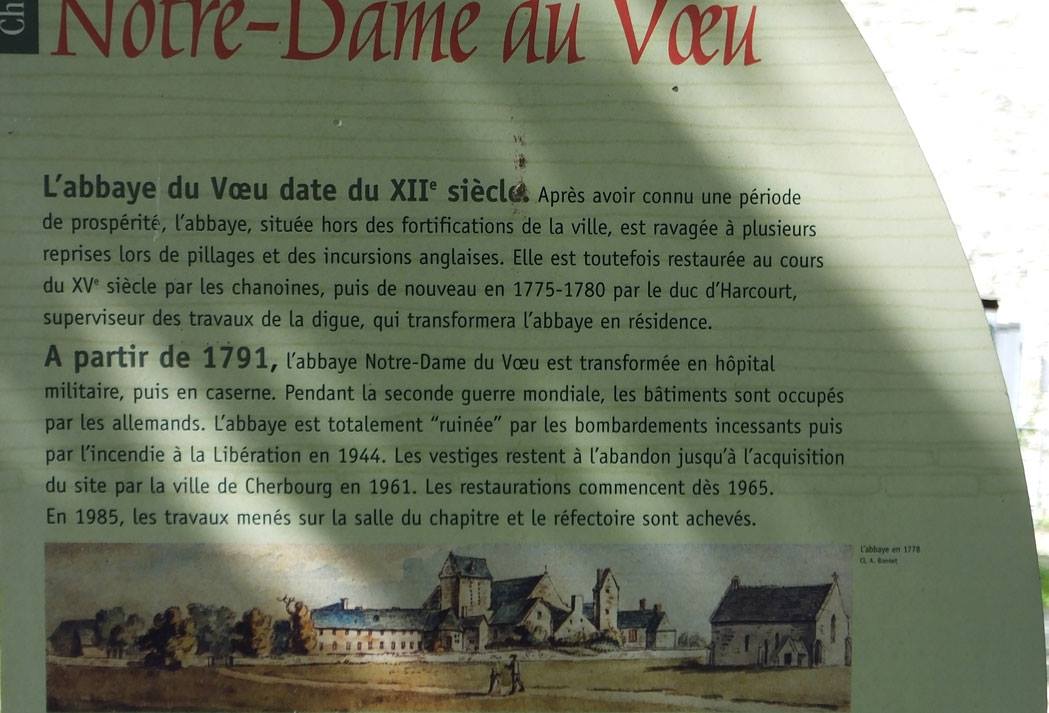 Ch
Notre-Dame du Vœu
L'abbaye du Vœu date du XIIe siècle. Après avoir connu une période
de prospérité, l'abbaye, située hors des fortifications de la ville, est ravagée à plusieurs
reprises lors de pillages et des incursions anglaises. Elle est toutefois restaurée au cours
du XVe siècle par les chanoines, puis de nouveau en 1775-1780 par le duc d'Harcourt,
superviseur des travaux de la digue, qui transformera l'abbaye en résidence.
A partir de 1791, l'abbaye Notre-Dame du Vœu est transformée en hôpital
militaire, puis en caserne. Pendant la seconde guerre mondiale, les bâtiments sont occupés
par les allemands. L'abbaye est totalement “ruinée” par les bombardements incessants puis
par l'incendie à la Libération en 1944. Les vestiges restent à l'abandon jusqu'à l'acquisition
du site par la ville de Cherbourg en 1961. Les restaurations commencent dès 1965.
En 1985, les travaux menés sur la salle du chapitre et le réfectoire sont achevés.
L'abbaye en 1778
Cl. A.